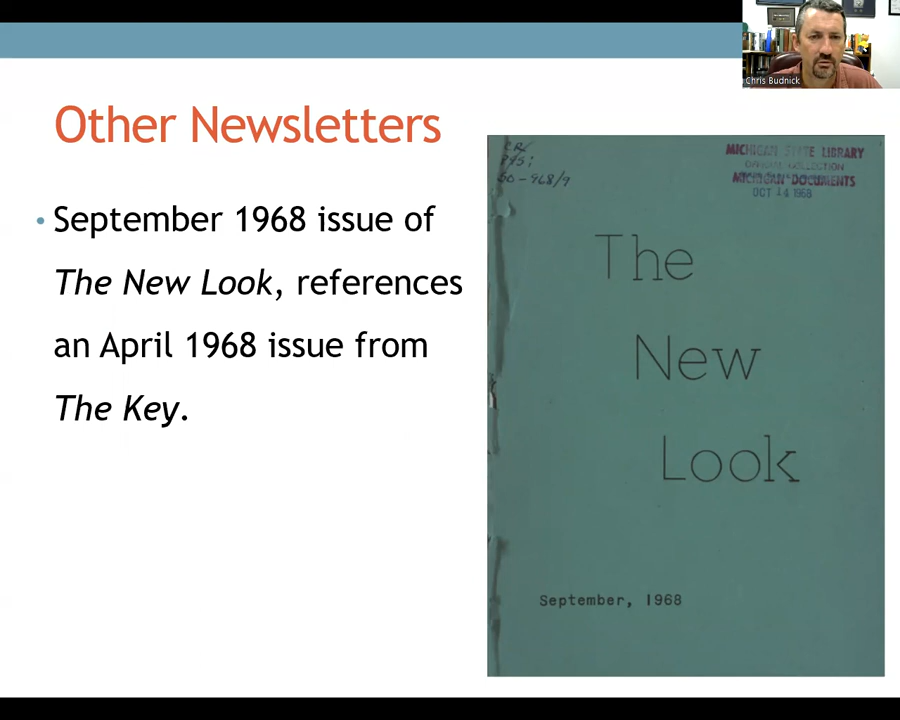 Chris Budnick
Other Newsletters
• September 1968 issue of
The New Look, references
an April 1968 issue from
The Key.
MICHIGAN STATE LIBRARY
COLLECTION
MICHIGAN DOCUMENTS
OCT 14 1968
The
New
Look
September, 1968